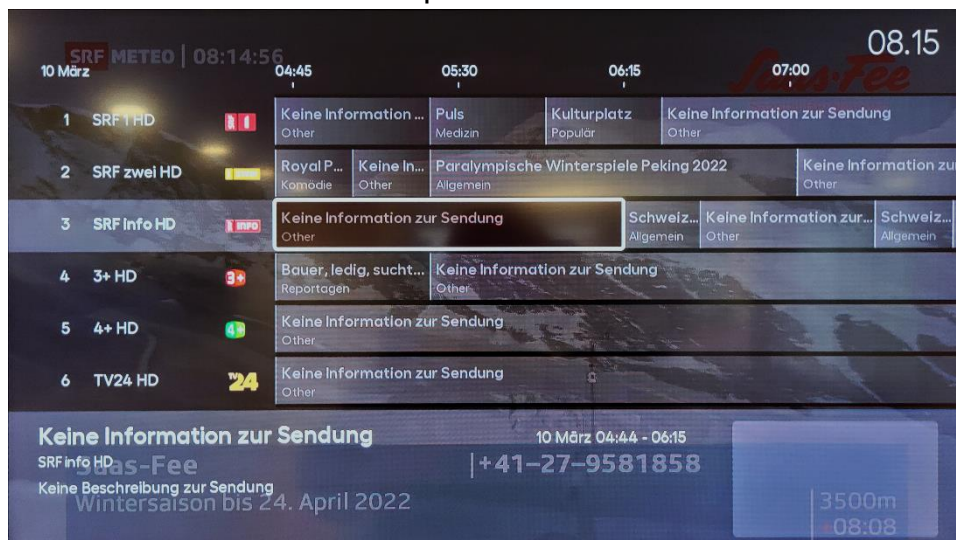 08.15
SRF METEO | 08:14:56
Saas-Fee
10 März 04:45 05:30 06:15 07:00
1 SRF 1 HD Keine Information ... Puls Kulturplatz Keine Information zur Sendung
Other Medizin Populär Other
2 SRF zwei HD Royal P... Keine In... Paralympische Winterspiele Peking 2022 Keine Information zu
Komödie Other Allgemein Other
3 SRF info HD INFO Keine Information zur Sendung Schweiz... Keine Information zur... Schweiz...
Other Allgemein Other Allgemein
4 3+ HD 3+ Bauer, ledig, sucht... Keine Information zur Sendung
Reportagen Other
5 4+ HD 4+ Keine Information zur Sendung
Other
6 TV24 HD TV24 Keine Information zur Sendung
Other
Keine Information zur Sendung 10 März 04:44 - 06:15
SRF info HD
Saas-Fee |+41-27-9581858
Keine Beschreibung zur Sendung
Wintersaison bis 24. April 2022 3500m
08:08